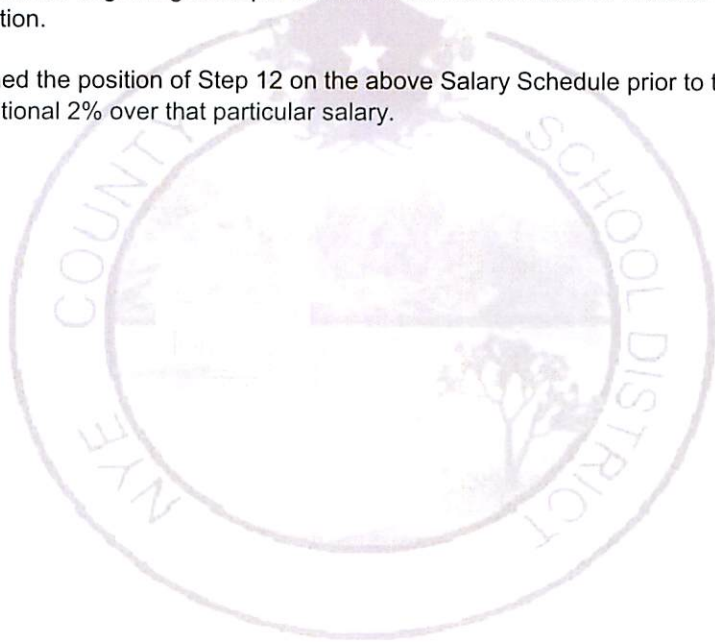 tion.
ed the position of Step 12 on the above Salary Schedule prior to t
tional 2% over that particular salary.
NYE COUNTY SCHOOL DISTRICT